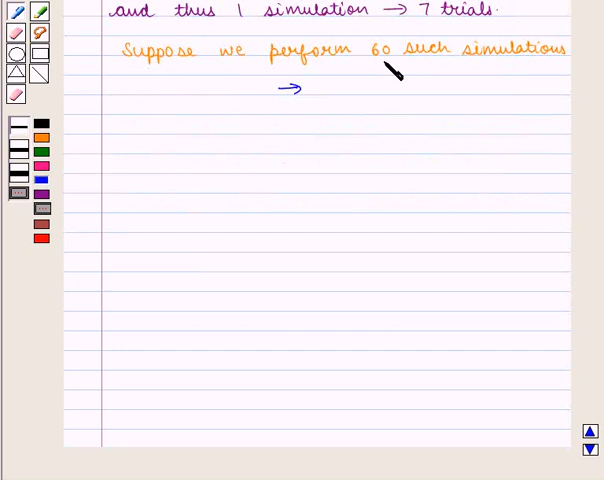 and thus 1 simulation → 7 trials.
Suppose we perform 60 such simulations
→